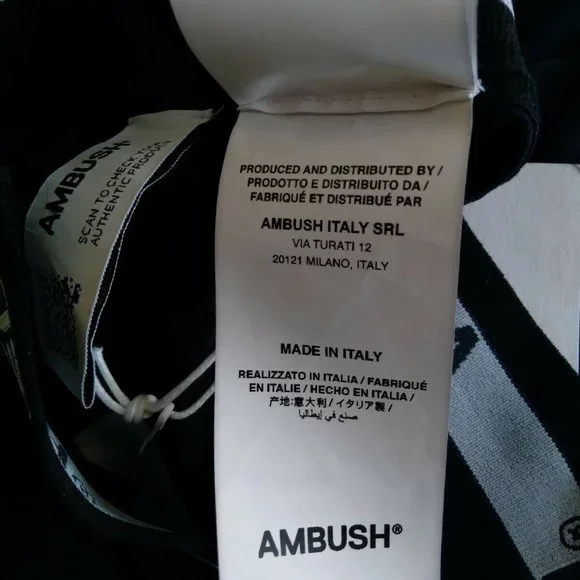 AMBUSH®
SCAN TO CHECK YOUR
AUTHENTIC PRODUCT
PRODUCED AND DISTRIBUTED BY /
PRODOTTO E DISTRIBUITO DA /
FABRIQUÉ ET DISTRIBUÉ PAR
AMBUSH ITALY SRL
VIA TURATI 12
20121 MILANO, ITALY
MADE IN ITALY
REALIZZATO IN ITALIA / FABRIQUÉ
EN ITALIE / HECHO EN ITALIA /
产地:意大利 / イタリア製 /
صنع في إيطاليا
AMBUSH®